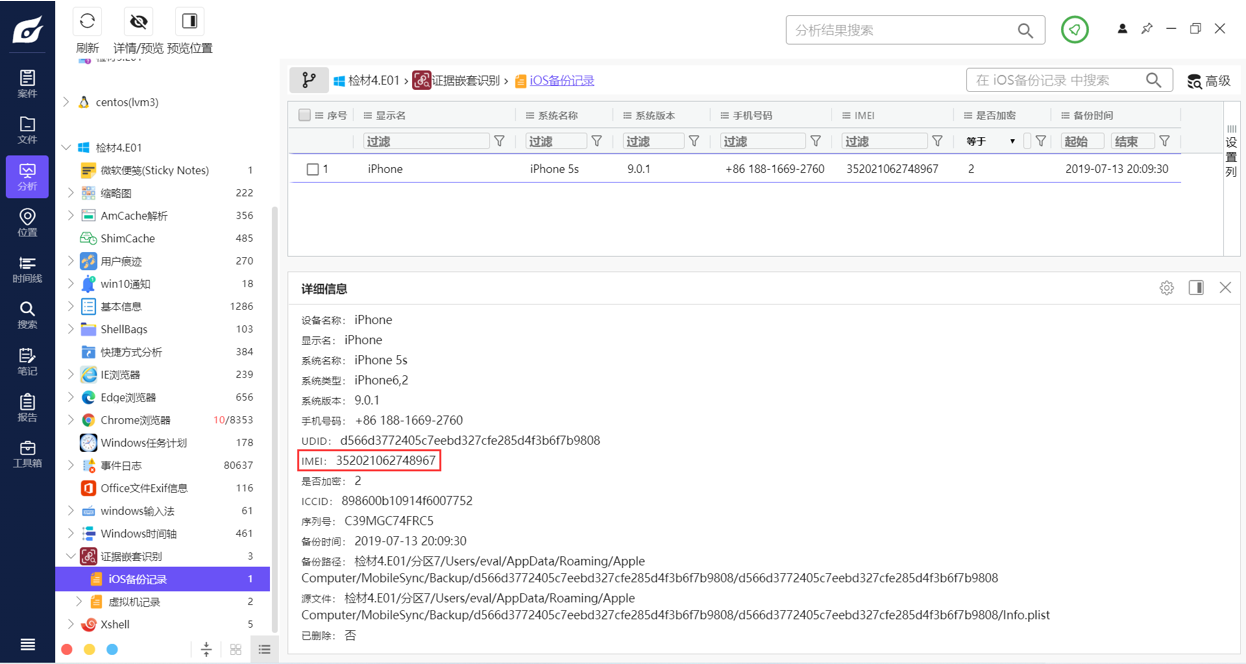 刷新
详情/预览
预览位置
分析结果搜索
案件
文件
分析
位置
时间线
搜索
笔记
报告
工具箱
centos(lvm3)
检材4.E01
微软便笺(Sticky Notes) 1
缩略图 222
AmCache解析 356
ShimCache 485
用户痕迹 270
win10通知 18
基本信息 1286
ShellBags 103
快捷方式分析 384
IE浏览器 239
Edge浏览器 656
Chrome浏览器 10/8353
Windows任务计划 178
事件日志 80637
Office文件Exif信息 116
windows输入法 61
Windows时间轴 461
证据嵌套识别 3
iOS备份记录 1
虚拟机记录 2
Xshell 5
检材4.E01 › 证据嵌套识别 › iOS备份记录
在 iOS备份记录 中搜索
高级
序号 显示名 系统名称 系统版本 手机号码 IMEI 是否加密 备份时间
过滤 过滤 过滤 过滤 过滤 等于 起始 结束
1 iPhone iPhone 5s 9.0.1 +86 188-1669-2760 352021062748967 2 2019-07-13 20:09:30
设置列
详细信息
设备名称: iPhone
显示名: iPhone
系统名称: iPhone 5s
系统类型: iPhone6,2
系统版本: 9.0.1
手机号码: +86 188-1669-2760
UDID: d566d3772405c7eebd327cfe285d4f3b6f7b9808
IMEI: 352021062748967
是否加密: 2
ICCID: 898600b10914f6007752
序列号: C39MGC74FRC5
备份时间: 2019-07-13 20:09:30
备份路径: 检材4.E01/分区7/Users/eval/AppData/Roaming/Apple
Computer/MobileSync/Backup/d566d3772405c7eebd327cfe285d4f3b6f7b9808/d566d3772405c7eebd327cfe285d4f3b6f7b9808
源文件: 检材4.E01/分区7/Users/eval/AppData/Roaming/Apple
Computer/MobileSync/Backup/d566d3772405c7eebd327cfe285d4f3b6f7b9808/d566d3772405c7eebd327cfe285d4f3b6f7b9808/Info.plist
已删除: 否